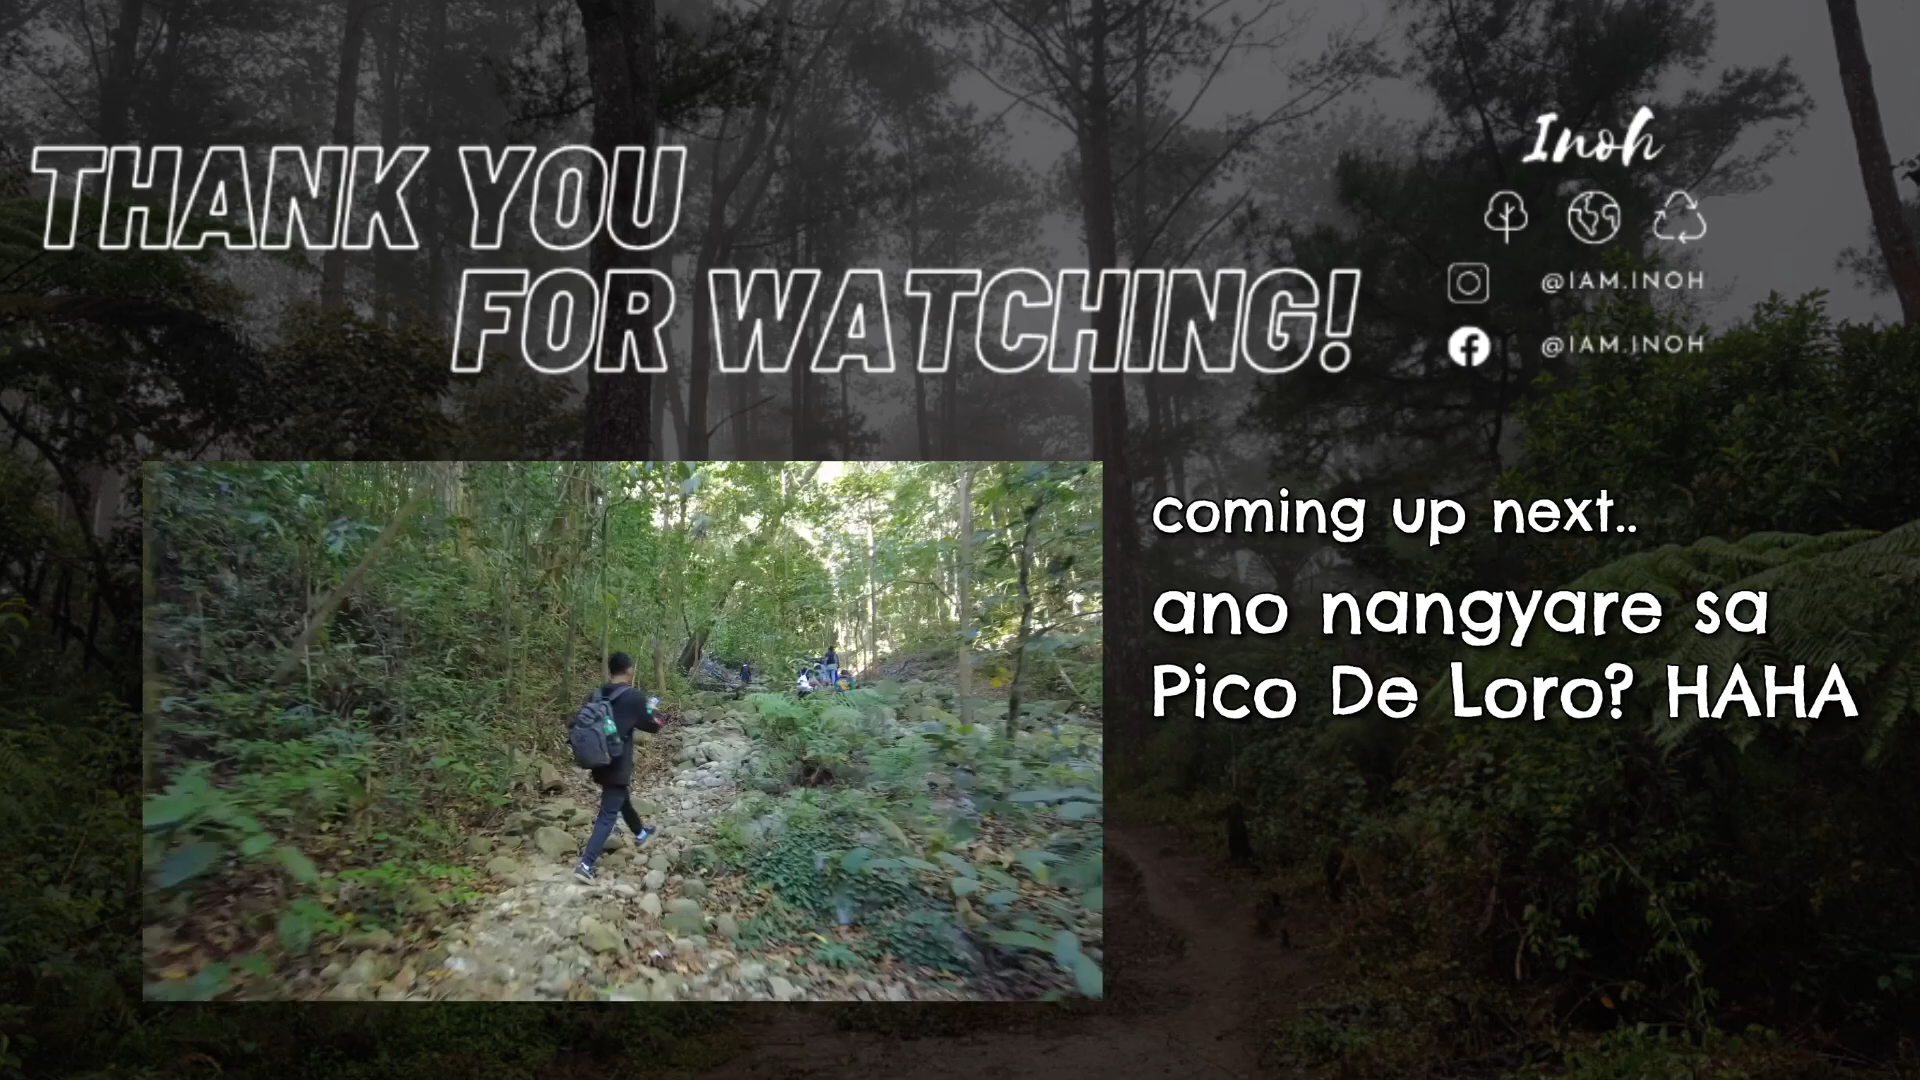 THANK YOU
FOR WATCHING!
Inoh
@IAM.INOH
@IAM.INOH
coming up next..
ano nangyare sa
Pico De Loro? HAHA